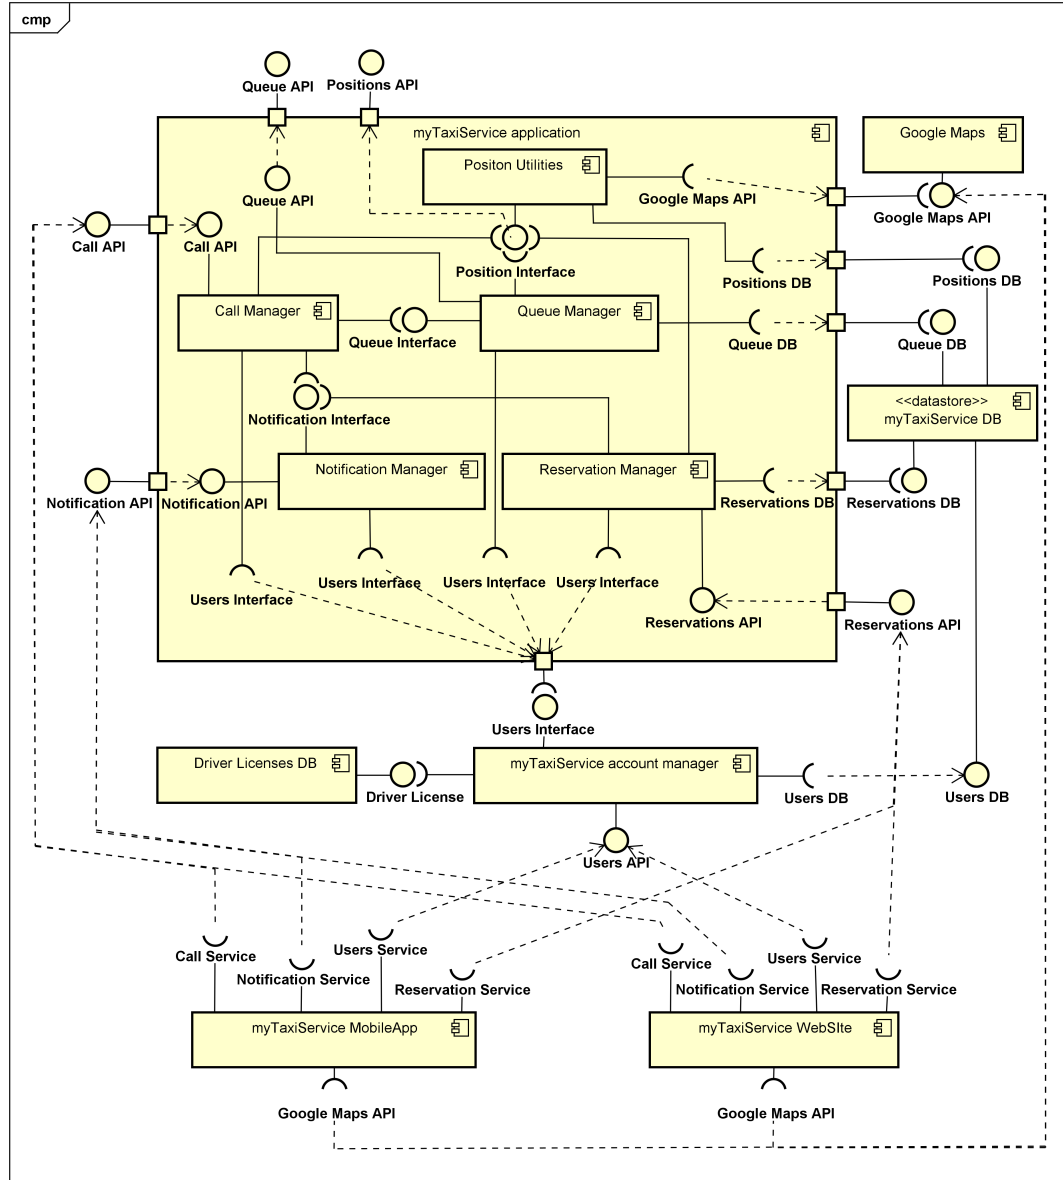 cmp
Queue API
Positions API
myTaxiService application
Google Maps
Positon Utilities
Queue API
Google Maps API
Google Maps API
Call API
Call API
Position Interface
Positions DB
Positions DB
Call Manager
Queue Manager
Queue Interface
Queue DB
Queue DB
<<datastore>>
myTaxiService DB
Notification Interface
Notification Manager
Reservation Manager
Notification API
Notification API
Reservations DB
Reservations DB
Users Interface
Users Interface
Users Interface
Users Interface
Reservations API
Reservations API
Users Interface
Driver Licenses DB
myTaxiService account manager
Driver License
Users DB
Users DB
Users API
Call Service
Users Service
Notification Service
Reservation Service
Call Service
Users Service
Notification Service
Reservation Service
myTaxiService MobileApp
myTaxiService WebSIte
Google Maps API
Google Maps API